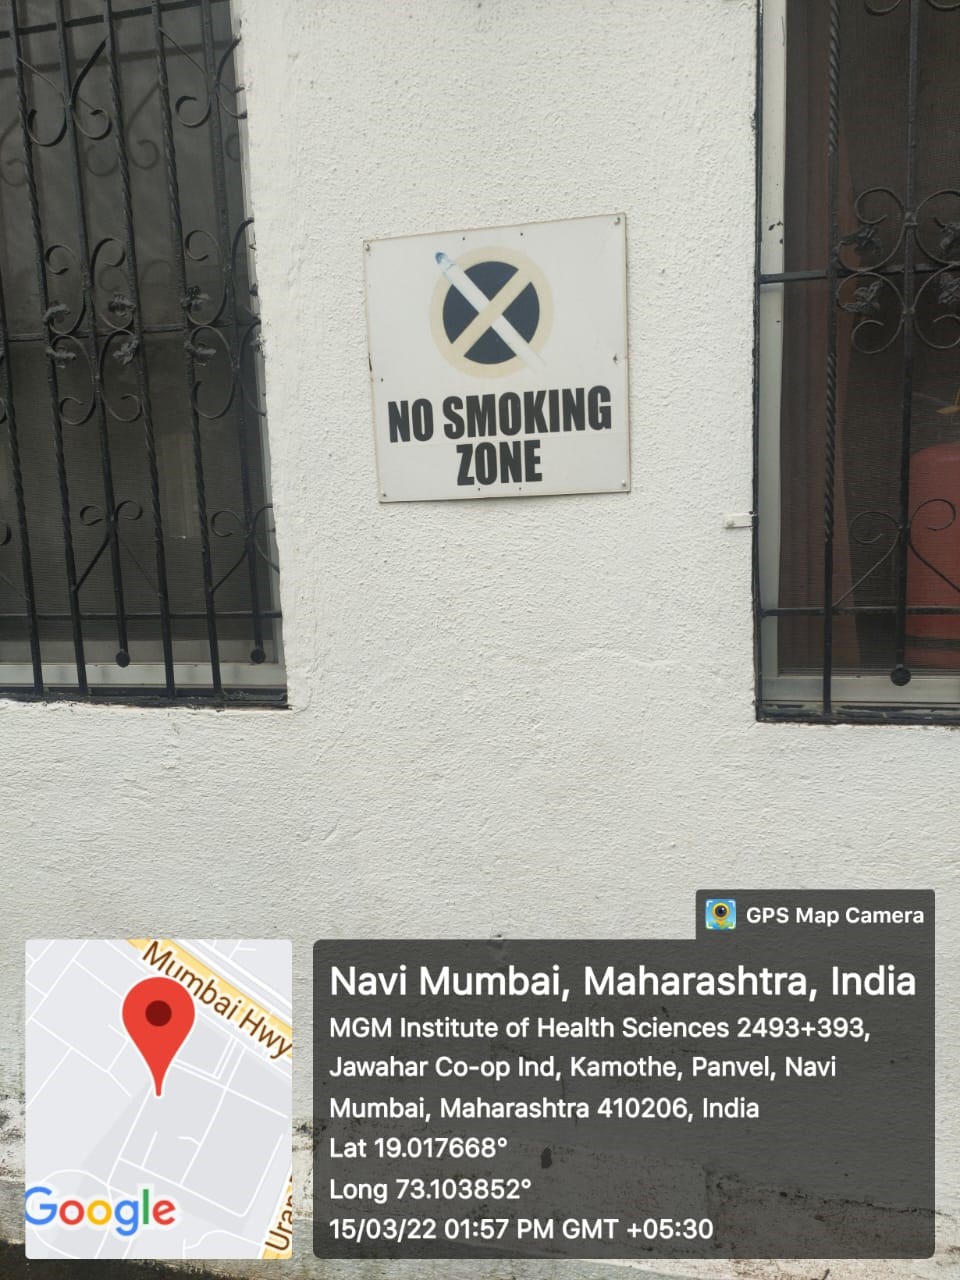 NO SMOKING
ZONE
GPS Map Camera
Mumbai Hwy
Google
Navi Mumbai, Maharashtra, India
MGM Institute of Health Sciences 2493+393,
Jawahar Co-op Ind, Kamothe, Panvel, Navi
Mumbai, Maharashtra 410206, India
Lat 19.017668°
Long 73.103852°
15/03/22 01:57 PM GMT +05:30